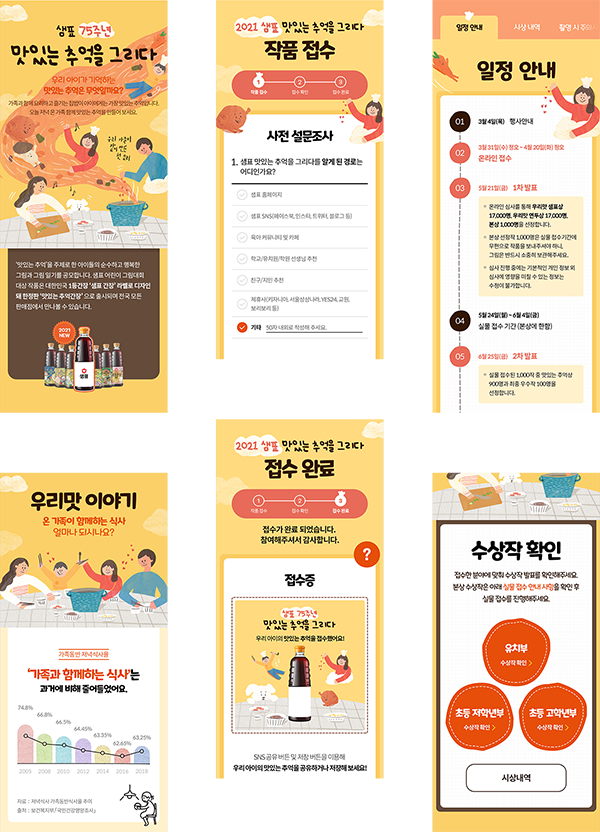 샘표 75주년
맛있는 추억을 그리다
우리 아이가 기억하는
맛있는 추억은 무엇일까요?
가족과 함께 요리하고 즐기는 집밥이 아이에게는 가장 맛있는 추억입니다.
오늘 저녁 온 가족 함께 맛있는 추억을 만들어 보세요.
'맛있는 추억'을 주제로 한 아이들의 순수하고 행복한
그림과 그림 일기를 공모합니다. 샘표 어린이 그림대회
대상 작품은 대한민국 1등간장 '샘표 간장' 라벨로 디자인
돼 한정판 '맛있는 추억간장'으로 출시되며 전국 모든
판매점에서 만나볼 수 있습니다.
2021
NEW
샘표
2021 샘표 맛있는 추억을 그리다
작품 접수
1
2
3
작품 접수
접수 확인
접수 완료
사전 설문조사
1. 샘표 맛있는 추억을 그리다를 알게 된 경로는
어디인가요?
샘표 홈페이지
샘표 SNS(페이스북, 인스타, 트위터, 블로그 등)
육아 커뮤니티 및 카페
학교/유치원/학원 선생님 추천
친구/지인 추천
제휴사(키자니아, 서울상상나라, YES24, 교원,
보리보리 등)
기타 50자 내외로 작성해 주세요.
일정 안내
시상 내역
촬영 시 주의
일정 안내
01
3월 4일(목) 행사안내
02
3월 31일(수) 정오 ~ 4월 20일(화) 정오
온라인 접수
03
5월 21일(금) 1차 발표
온라인 심사를 통해 우리맛 샘표상
17,000명, 우리맛 연두상 17,000명,
본상 1,000명을 선정합니다.
본상 선정작 1,000명은 실물 접수기간에
우편으로 작품을 보내주셔야 하니,
그림은 반드시 소중히 보관해주세요.
심사 진행 중에는 기본적인 개인 정보 외
심사에 영향을 미칠 수 있는 정보는
수정이 불가합니다.
04
5월 24일(월) ~ 6월 4일(금)
실물 접수 기간 (본상에 한함)
05
6월 25일(금) 2차 발표
실물 접수된 1,000작 중 맛있는 추억상
900명과 최종 우수작 100명을
선정합니다.
우리맛 이야기
온 가족이 함께하는 식사
얼마나 되시나요?
가족동반 저녁식사율
'가족과 함께하는 식사'는
과거에 비해 줄어들었어요.
74.8%
66.8%
66.5%
64.45%
63.35%
62.65%
63.25%
2005
2008
2010
2012
2014
2016
2018
자료 : 저녁식사 가족동반식사율 추이
출처 : 보건복지부「국민건강영양조사」
2021 샘표 맛있는 추억을 그리다
접수 완료
1
2
3
작품 접수
접수 확인
접수 완료
접수가 완료 되었습니다.
참여해주셔서 감사합니다.
?
접수증
샘표 75주년
맛있는 추억을 그리다
우리 아이의 맛있는 추억을 접수했어요!
SNS 공유 버튼 및 저장 버튼을 이용해
우리 아이의 맛있는 추억을 공유하거나 저장해 보세요!
수상작 확인
접수한 분야에 맞춰 수상작 발표를 확인해주세요.
본상 수상작은 아래 실물 접수 안내 사항을 확인 후
실물 접수를 진행해주세요.
유치부
수상작 확인 >
초등 저학년부
수상작 확인 >
초등 고학년부
수상작 확인 >
시상내역